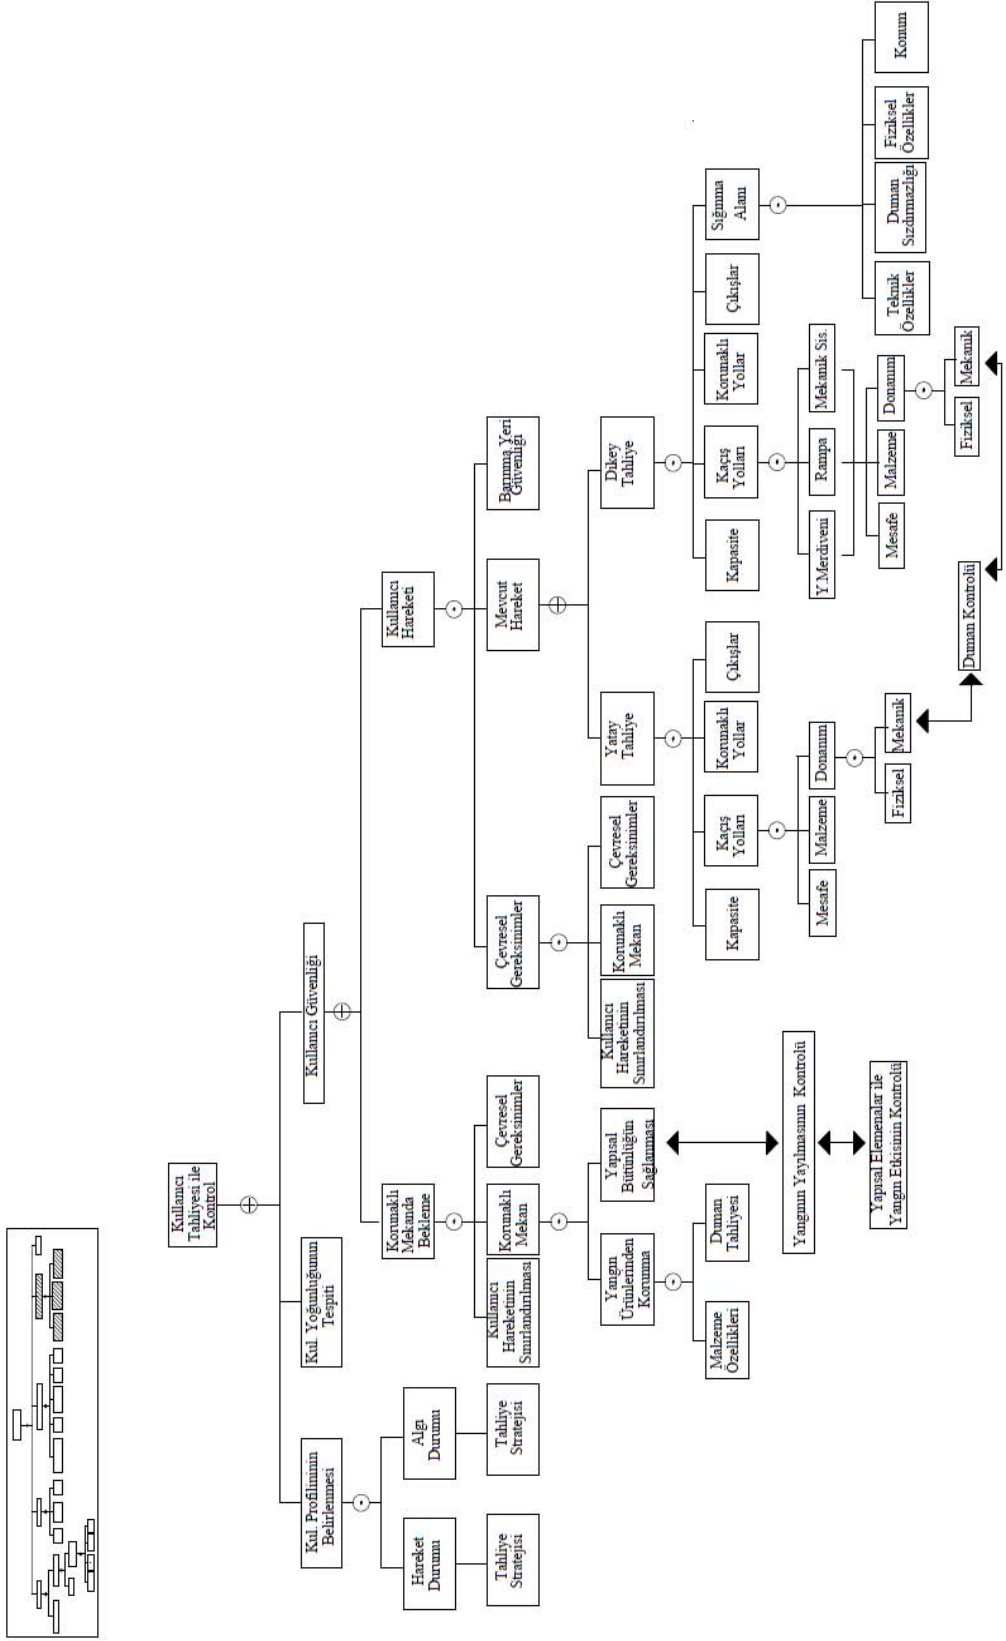 Kullanıcı
Tahliyesi ile
Kontrol
Kul. Profilininin
Belirlenmesi
Kul. Yoğunluğunun
Tespiti
Kullanıcı Güvenliği
Hareket
Durumu
Algı
Durumu
Korunaklı
Mekanda
Bekleme
Kullanıcı
Hareketi
Tahliye
Stratejisi
Tahliye
Stratejisi
Kullanıcı
Hareketinin
Sınırlandırılması
Korunaklı
Mekan
Çevresel
Gereksinimler
Çevresel
Gereksinimler
Mevcut
Hareket
Barınma Yeri
Güvenliği
Yangın
Ürünlerinden
Korunma
Yapısal
Bütünlüğün
Sağlanması
Kullanıcı
Hareketinin
Sınırlandırılması
Korunaklı
Mekan
Çevresel
Gereksinimler
Yatay
Tahliye
Dikey
Tahliye
Malzeme
Özellikleri
Duman
Tahliyesi
Kapasite
Kaçış
Yolları
Korunaklı
Yollar
Çıkışlar
Kapasite
Kaçış
Yolları
Korunaklı
Yollar
Çıkışlar
Sığınma
Alanı
Yangının Yayılmasının Kontrolü
Mesafe
Malzeme
Donanım
Y.Merdiveni
Rampa
Mekanik Sis.
Yapısal Elemenalar ile
Yangın Etkisinin Kontrolü
Fiziksel
Mekanik
Mesafe
Malzeme
Donanım
Teknik
Özellikler
Duman
Sızdırmazlığı
Fiziksel
Özellikler
Konum
Duman Kontrolü
Fiziksel
Mekanik